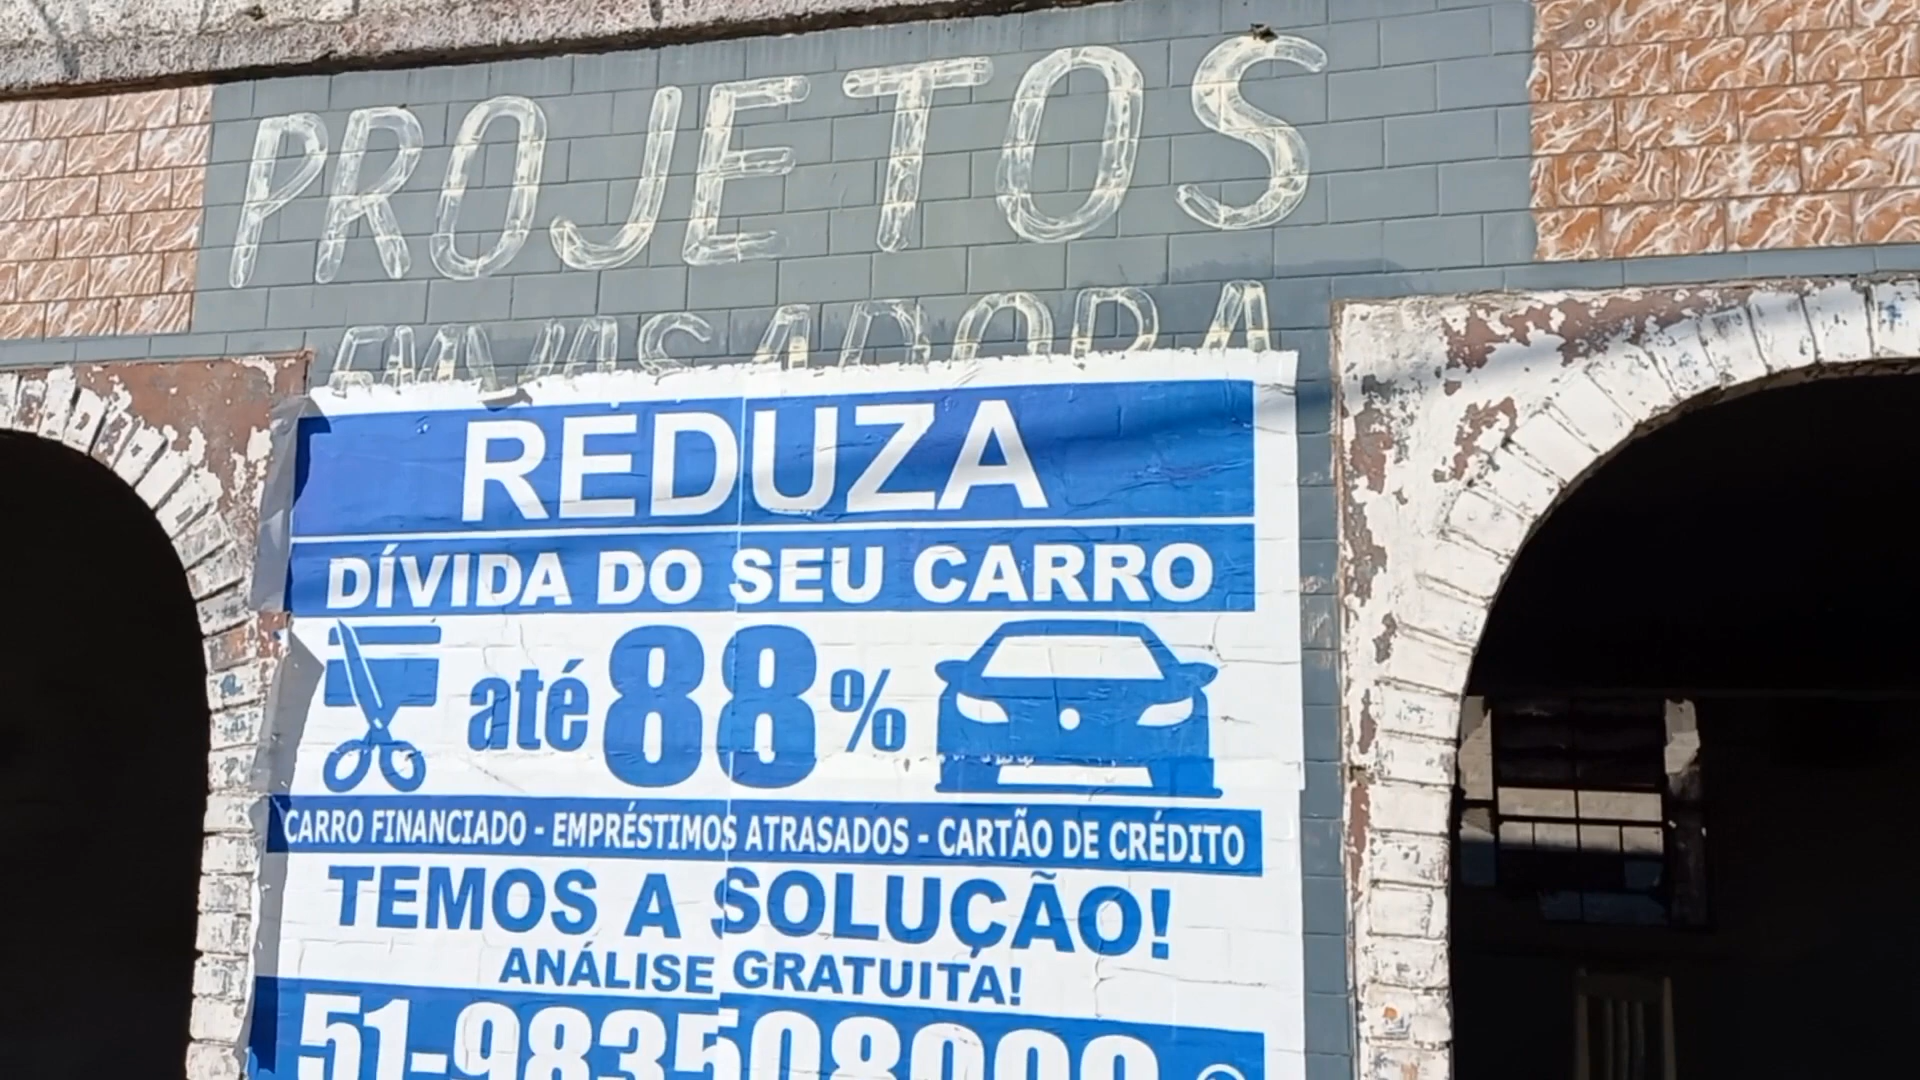 PROJETOS
ENVASADORA
REDUZA
DÍVIDA DO SEU CARRO
até 88%
CARRO FINANCIADO - EMPRÉSTIMOS ATRASADOS - CARTÃO DE CRÉDITO
TEMOS A SOLUÇÃO!
ANÁLISE GRATUITA!